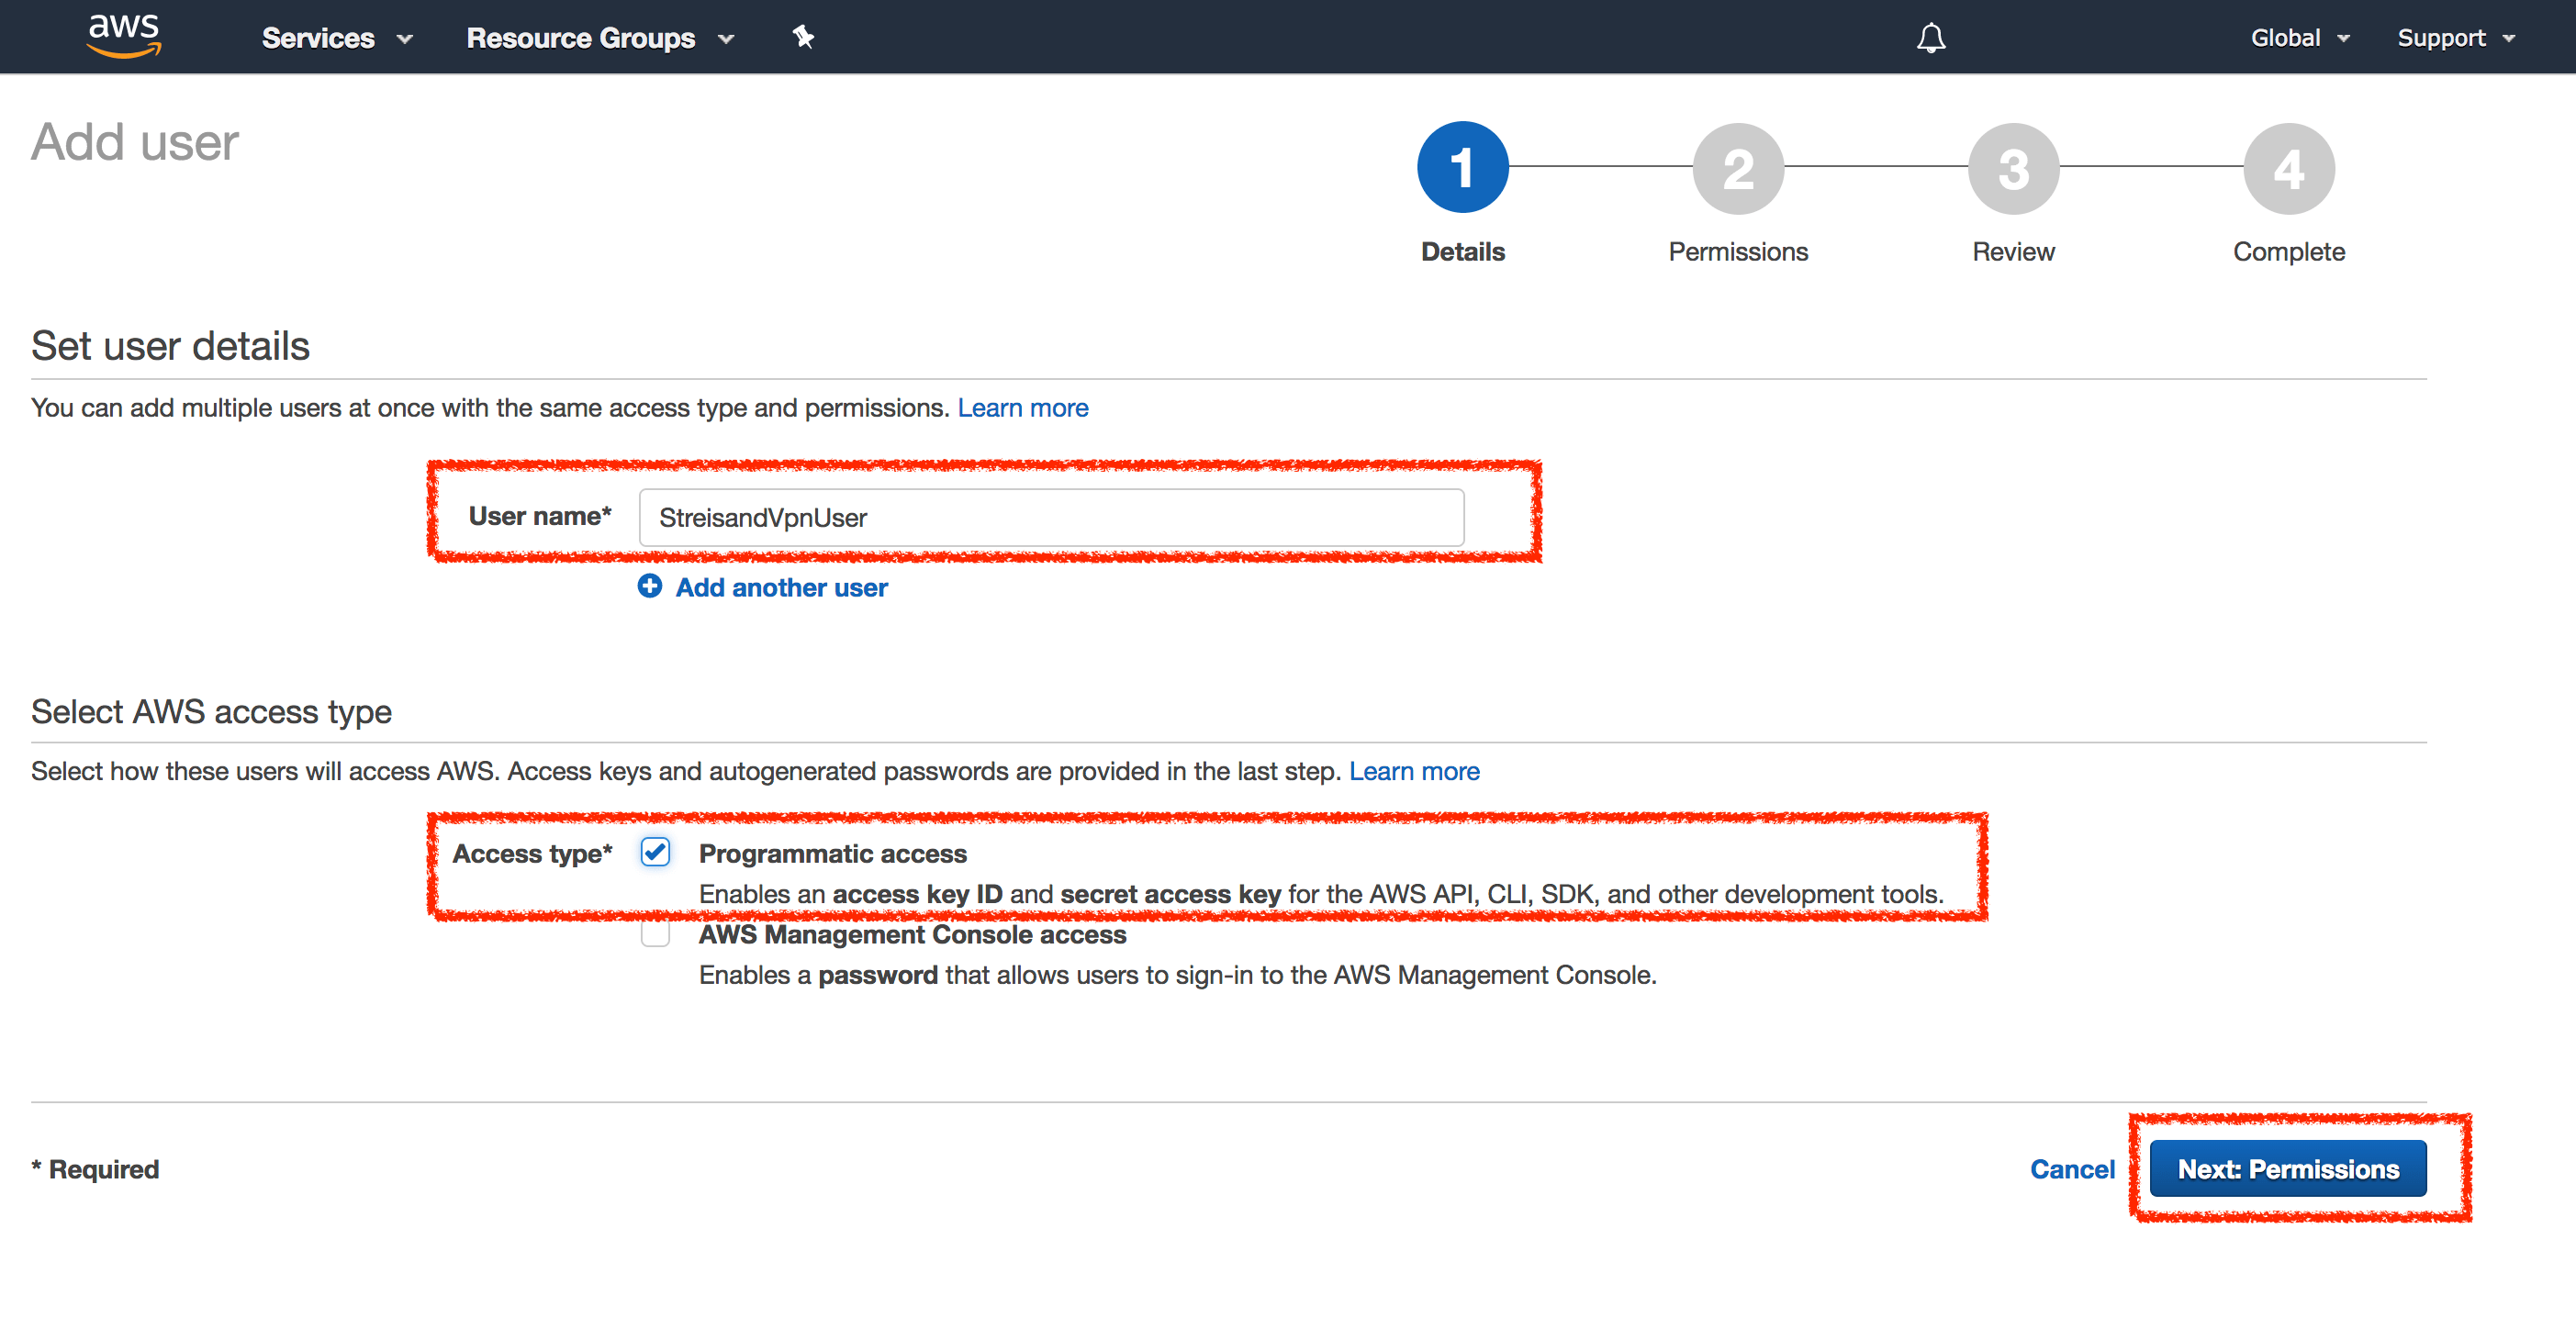 aws Services Resource Groups Global Support
Add user
1 2 3 4
Details Permissions Review Complete
Set user details
You can add multiple users at once with the same access type and permissions. Learn more
User name* StreisandVpnUser
Add another user
Select AWS access type
Select how these users will access AWS. Access keys and autogenerated passwords are provided in the last step. Learn more
Access type* Programmatic access
Enables an access key ID and secret access key for the AWS API, CLI, SDK, and other development tools.
AWS Management Console access
Enables a password that allows users to sign-in to the AWS Management Console.
* Required Cancel Next: Permissions